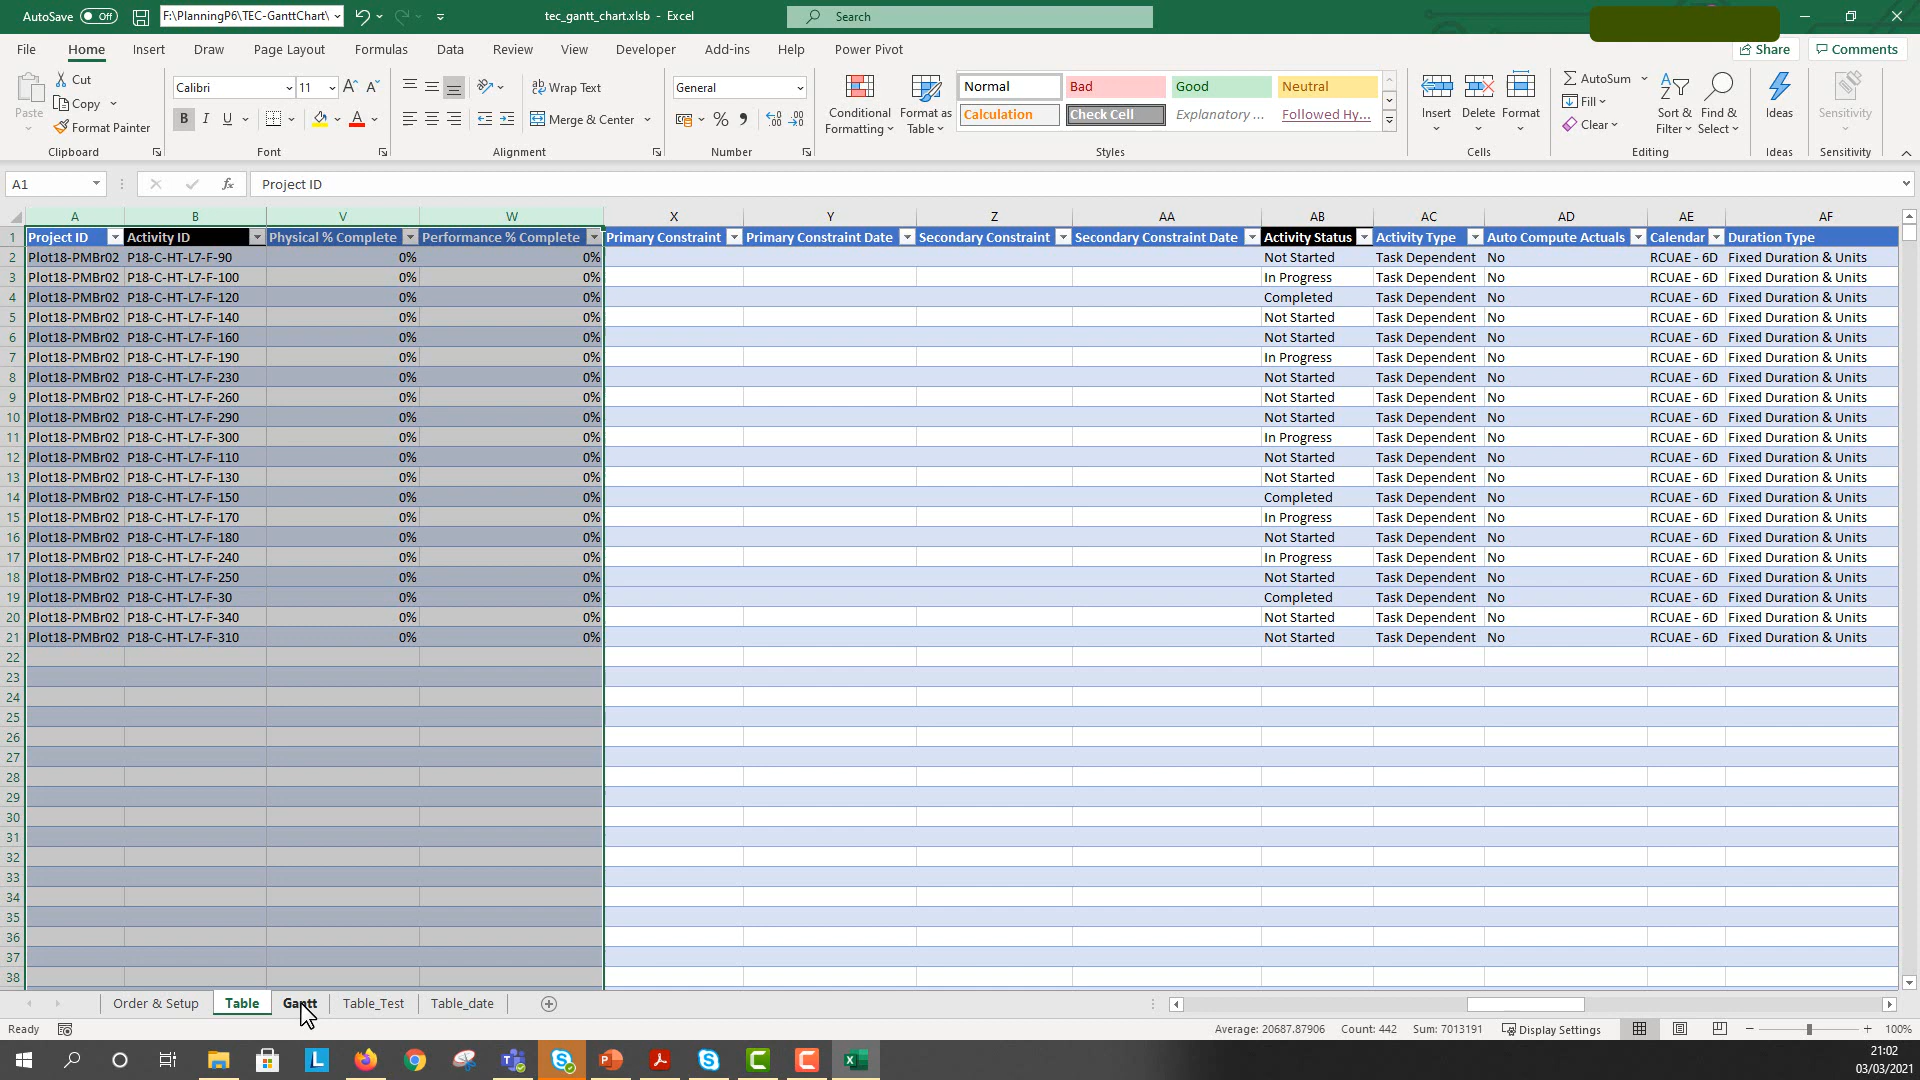 AutoSave Off F:\PlanningP6\TEC-GanttChart\ tec_gantt_chart.xlsb - Excel Search
File Home Insert Draw Page Layout Formulas Data Review View Developer Add-ins Help Power Pivot Share Comments
Paste Cut Copy Format Painter
Calibri 11 B I U A
Wrap Text Merge & Center
General % 9
Conditional Formatting Format as Table
Normal Bad Good Neutral
Calculation Check Cell Explanatory ... Followed Hy...
Insert Delete Format
AutoSum Fill Clear Sort & Filter Find & Select Ideas Sensitivity
Clipboard Font Alignment Number Styles Cells Editing Ideas Sensitivity
A1 fx Project ID
A B V W X Y Z AA AB AC AD AE AF
1 Project ID Activity ID Physical % Complete Performance % Complete Primary Constraint Primary Constraint Date Secondary Constraint Secondary Constraint Date Activity Status Activity Type Auto Compute Actuals Calendar Duration Type
2 Plot18-PMBr02 P18-C-HT-L7-F-90 0% 0% Not Started Task Dependent No RCUAE - 6D Fixed Duration & Units
3 Plot18-PMBr02 P18-C-HT-L7-F-100 0% 0% In Progress Task Dependent No RCUAE - 6D Fixed Duration & Units
4 Plot18-PMBr02 P18-C-HT-L7-F-120 0% 0% Completed Task Dependent No RCUAE - 6D Fixed Duration & Units
5 Plot18-PMBr02 P18-C-HT-L7-F-140 0% 0% Not Started Task Dependent No RCUAE - 6D Fixed Duration & Units
6 Plot18-PMBr02 P18-C-HT-L7-F-160 0% 0% Not Started Task Dependent No RCUAE - 6D Fixed Duration & Units
7 Plot18-PMBr02 P18-C-HT-L7-F-190 0% 0% In Progress Task Dependent No RCUAE - 6D Fixed Duration & Units
8 Plot18-PMBr02 P18-C-HT-L7-F-230 0% 0% Not Started Task Dependent No RCUAE - 6D Fixed Duration & Units
9 Plot18-PMBr02 P18-C-HT-L7-F-260 0% 0% Not Started Task Dependent No RCUAE - 6D Fixed Duration & Units
10 Plot18-PMBr02 P18-C-HT-L7-F-290 0% 0% Not Started Task Dependent No RCUAE - 6D Fixed Duration & Units
11 Plot18-PMBr02 P18-C-HT-L7-F-300 0% 0% In Progress Task Dependent No RCUAE - 6D Fixed Duration & Units
12 Plot18-PMBr02 P18-C-HT-L7-F-110 0% 0% Not Started Task Dependent No RCUAE - 6D Fixed Duration & Units
13 Plot18-PMBr02 P18-C-HT-L7-F-130 0% 0% Not Started Task Dependent No RCUAE - 6D Fixed Duration & Units
14 Plot18-PMBr02 P18-C-HT-L7-F-150 0% 0% Completed Task Dependent No RCUAE - 6D Fixed Duration & Units
15 Plot18-PMBr02 P18-C-HT-L7-F-170 0% 0% In Progress Task Dependent No RCUAE - 6D Fixed Duration & Units
16 Plot18-PMBr02 P18-C-HT-L7-F-180 0% 0% Not Started Task Dependent No RCUAE - 6D Fixed Duration & Units
17 Plot18-PMBr02 P18-C-HT-L7-F-240 0% 0% In Progress Task Dependent No RCUAE - 6D Fixed Duration & Units
18 Plot18-PMBr02 P18-C-HT-L7-F-250 0% 0% Not Started Task Dependent No RCUAE - 6D Fixed Duration & Units
19 Plot18-PMBr02 P18-C-HT-L7-F-30 0% 0% Completed Task Dependent No RCUAE - 6D Fixed Duration & Units
20 Plot18-PMBr02 P18-C-HT-L7-F-340 0% 0% Not Started Task Dependent No RCUAE - 6D Fixed Duration & Units
21 Plot18-PMBr02 P18-C-HT-L7-F-310 0% 0% Not Started Task Dependent No RCUAE - 6D Fixed Duration & Units
22
23
24
25
26
27
28
29
30
31
32
33
34
35
36
37
38
Order & Setup Table Gantt Table_Test Table_date
Ready Average: 20687.87906 Count: 442 Sum: 7013191 Display Settings 100%
21:02
03/03/2021